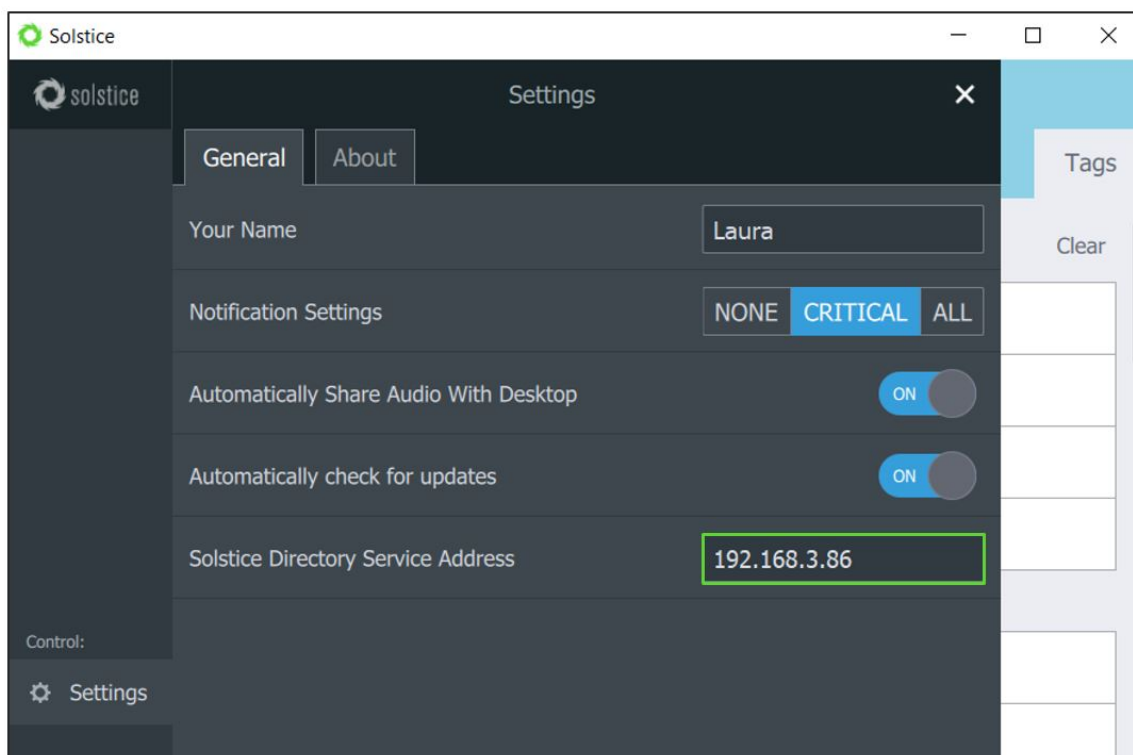 Solstice
solstice
Settings
General
About
Tags
Your Name
Laura
Clear
Notification Settings
NONE CRITICAL ALL
Automatically Share Audio With Desktop
ON
Automatically check for updates
ON
Solstice Directory Service Address
192.168.3.86
Control:
Settings